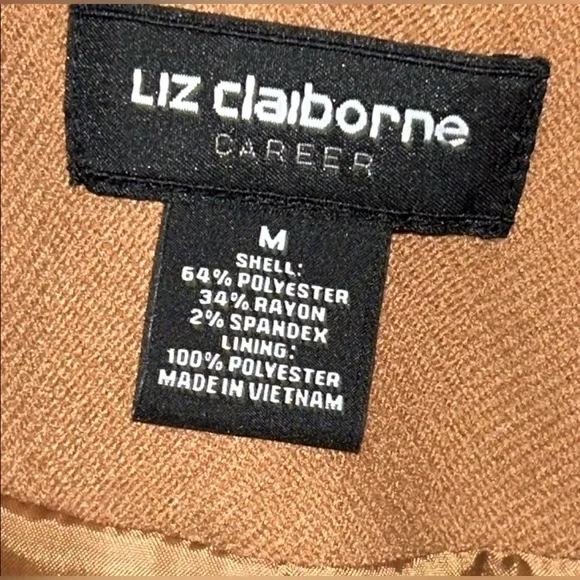 Liz claiborne
CAREER
M
SHELL:
64% POLYESTER
34% RAYON
2% SPANDEX
LINING:
100% POLYESTER
MADE IN VIETNAM